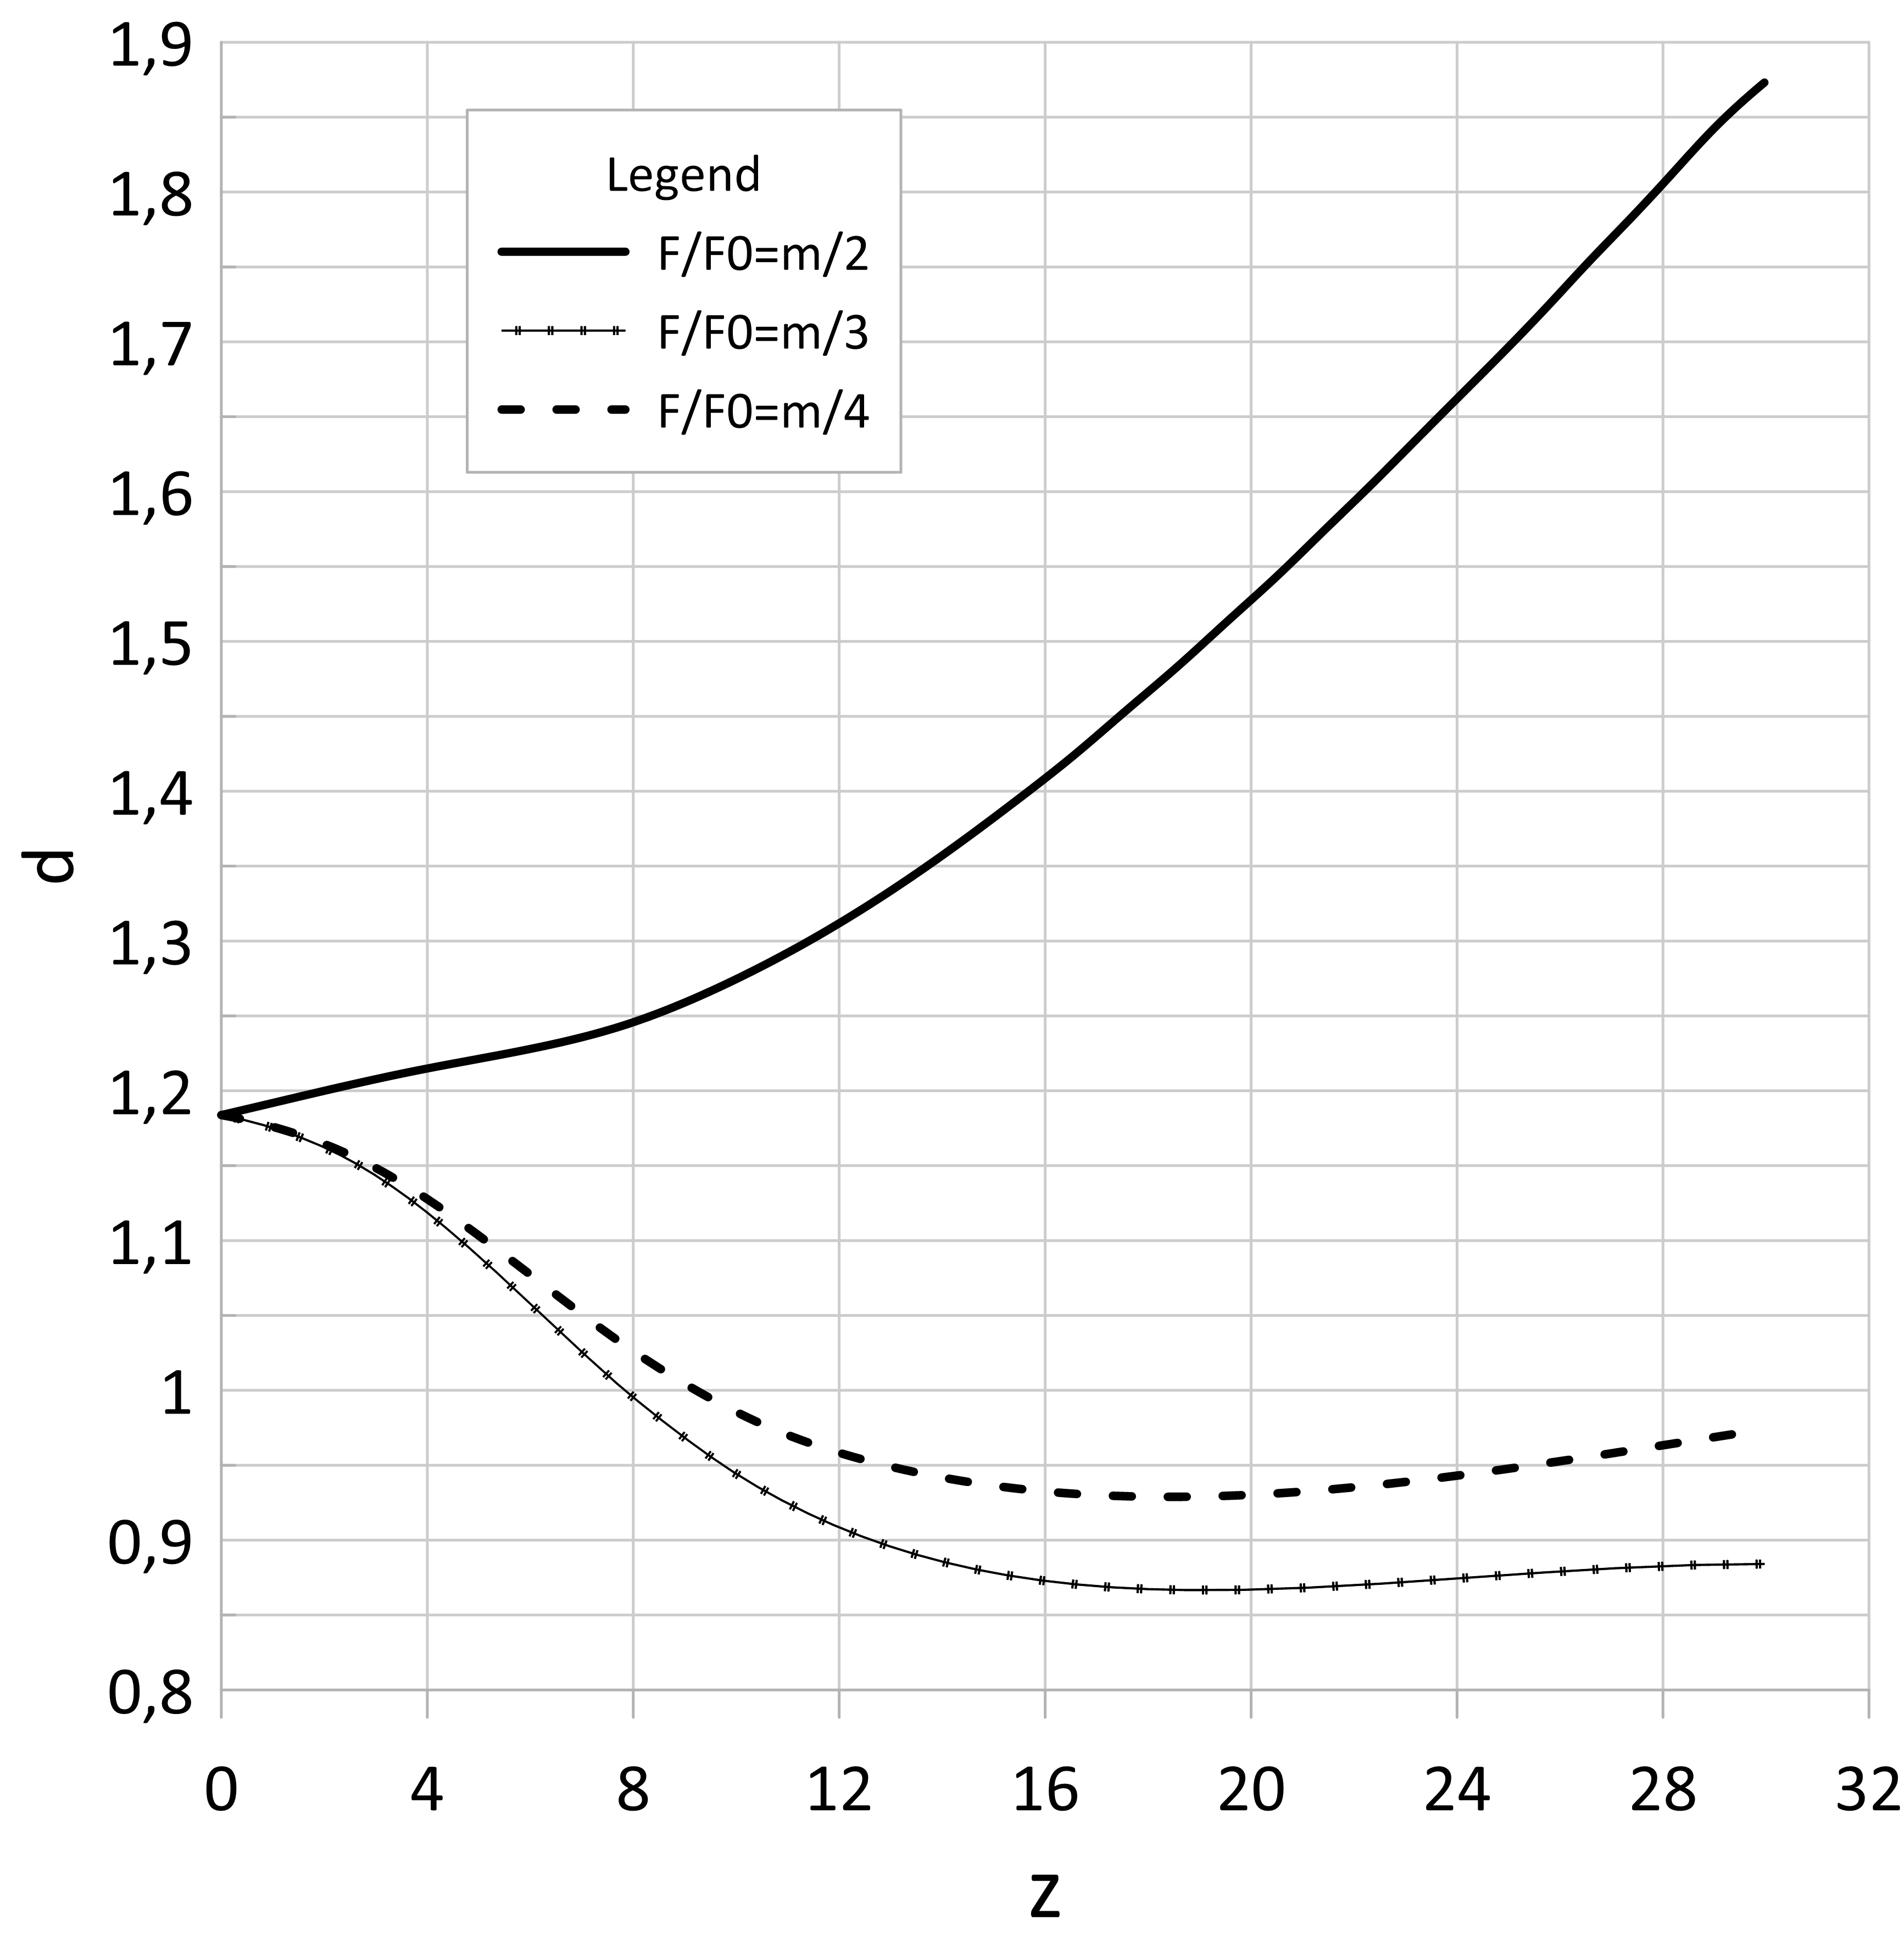 1,9
1,8
1,7
1,6
1,5
1,4
1,3
1,2
1,1
1
0,9
0,8
d
Legend
F/F0=m/2
F/F0=m/3
F/F0=m/4
0 4 8 12 16 20 24 28 32
z